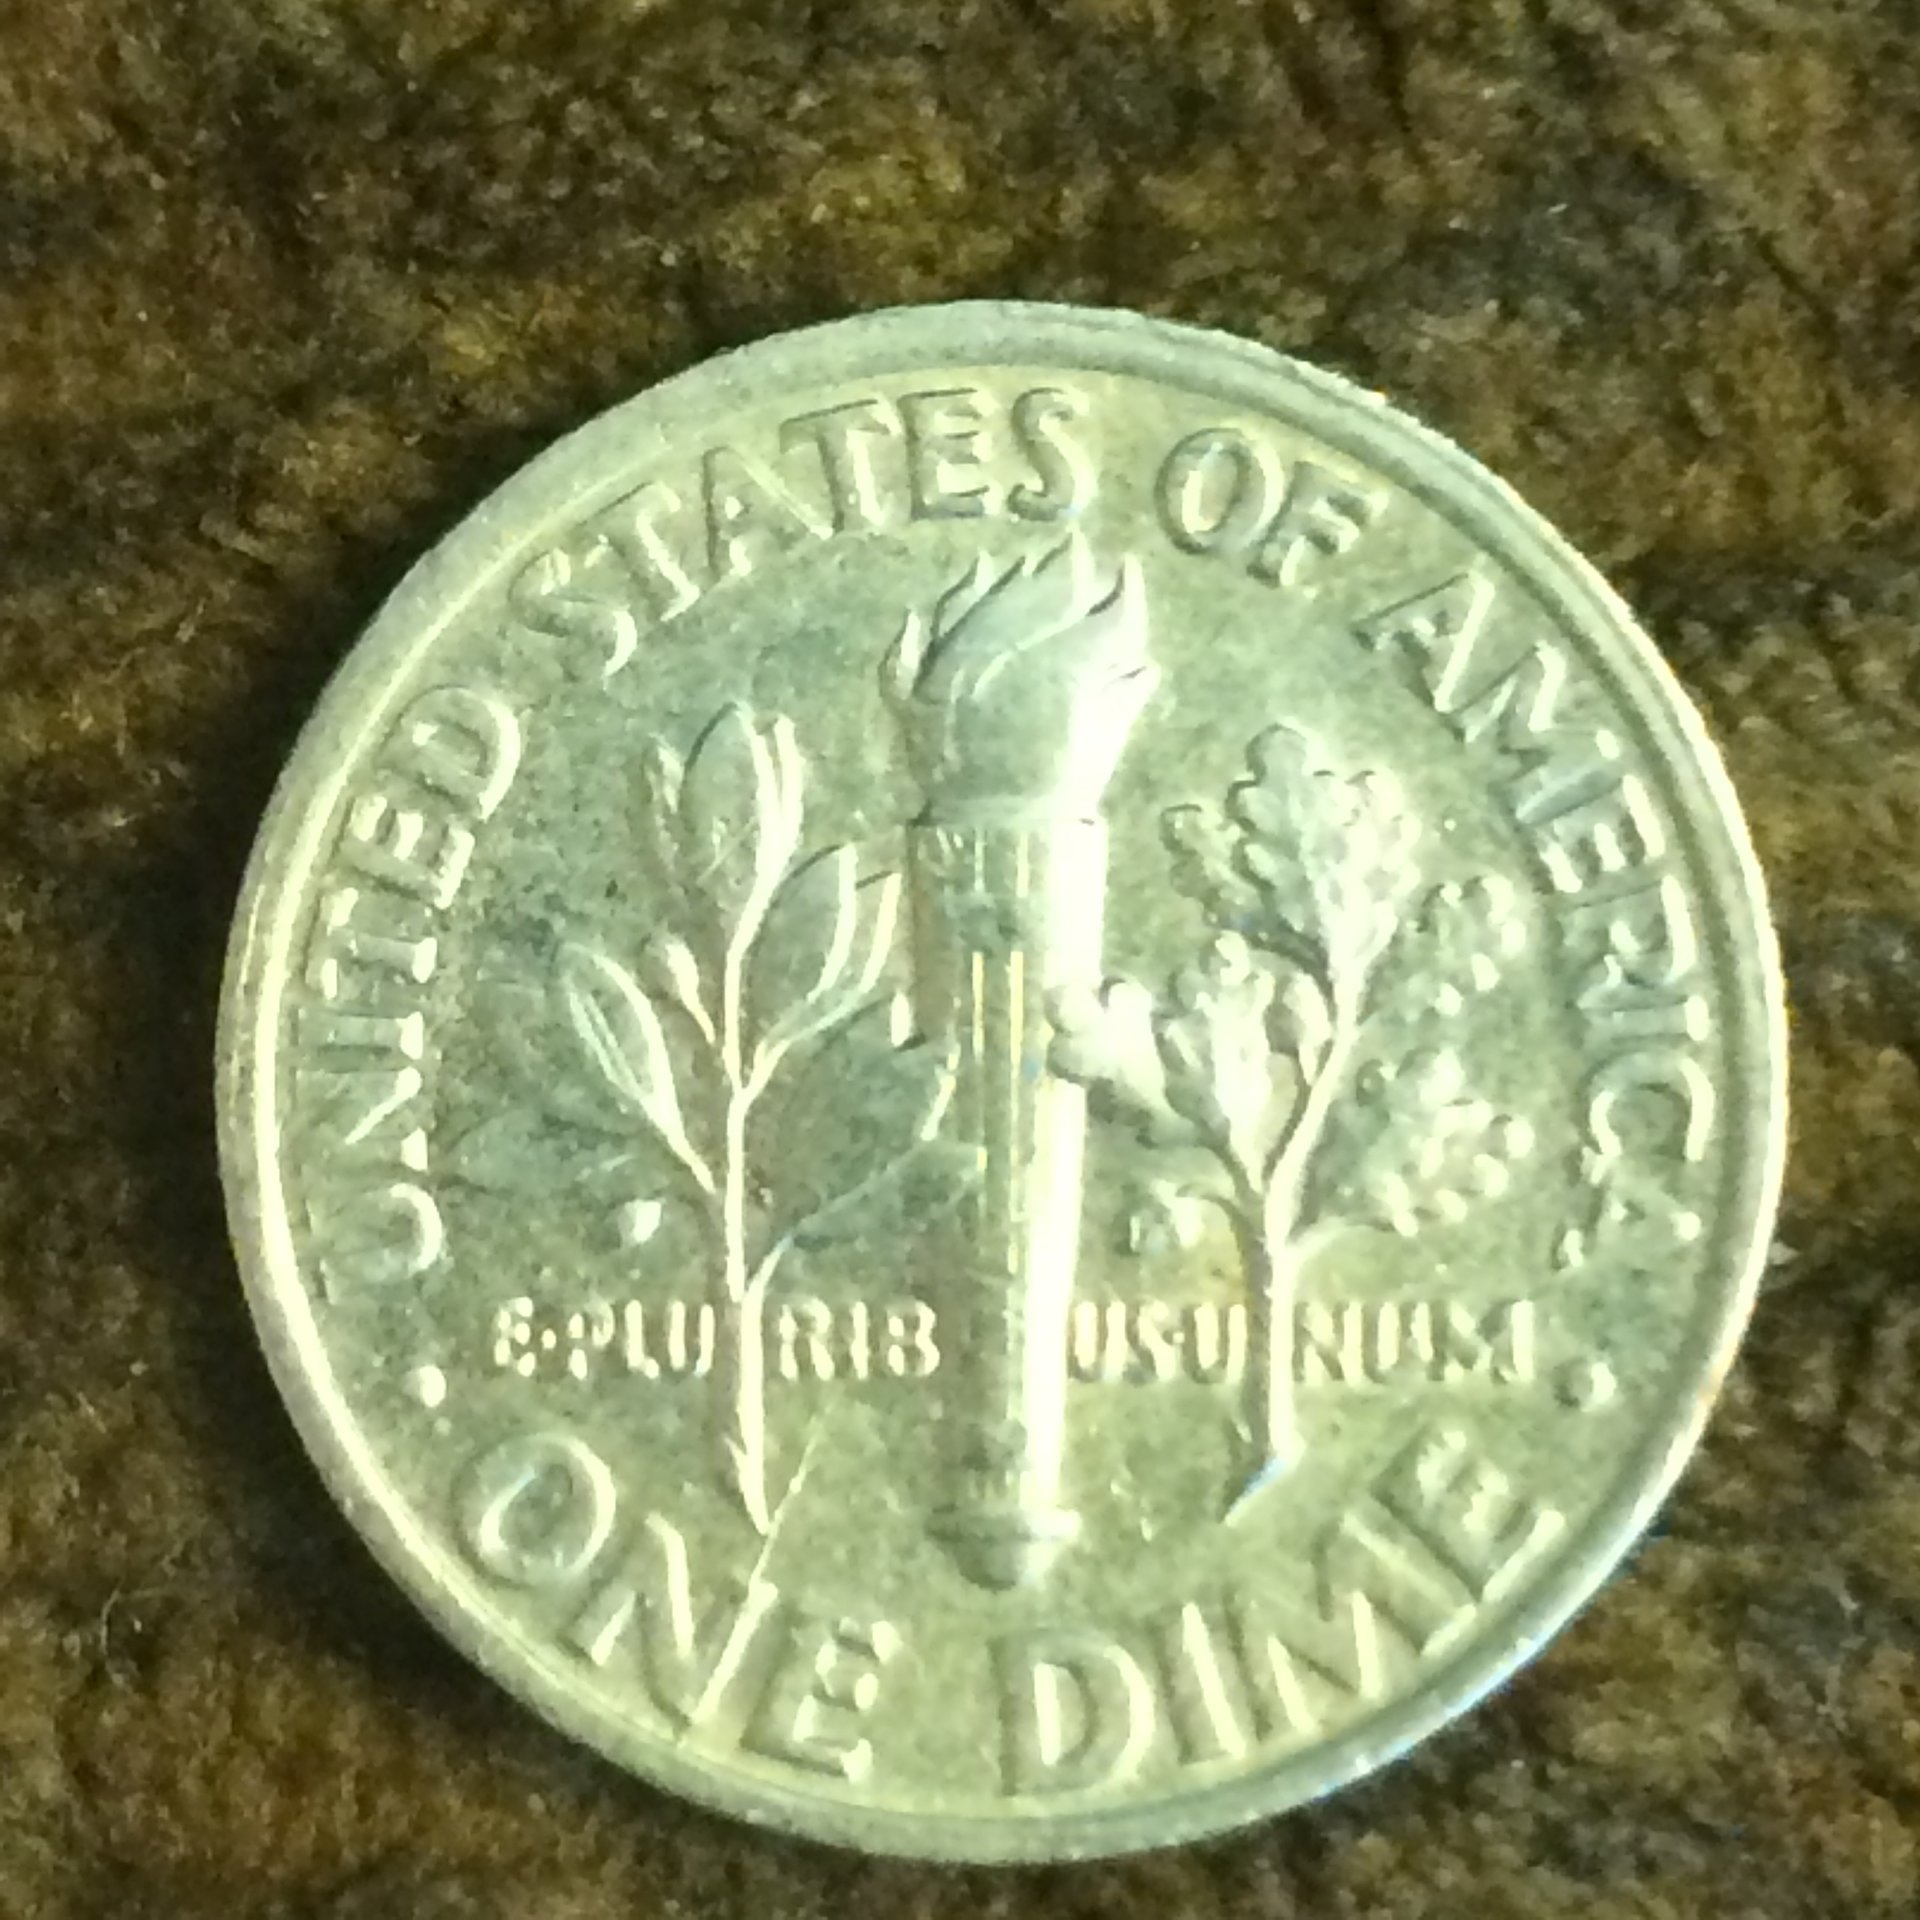 UNITED STATES OF AMERICA
E·PLURIBUS·UNUM
ONE DIME